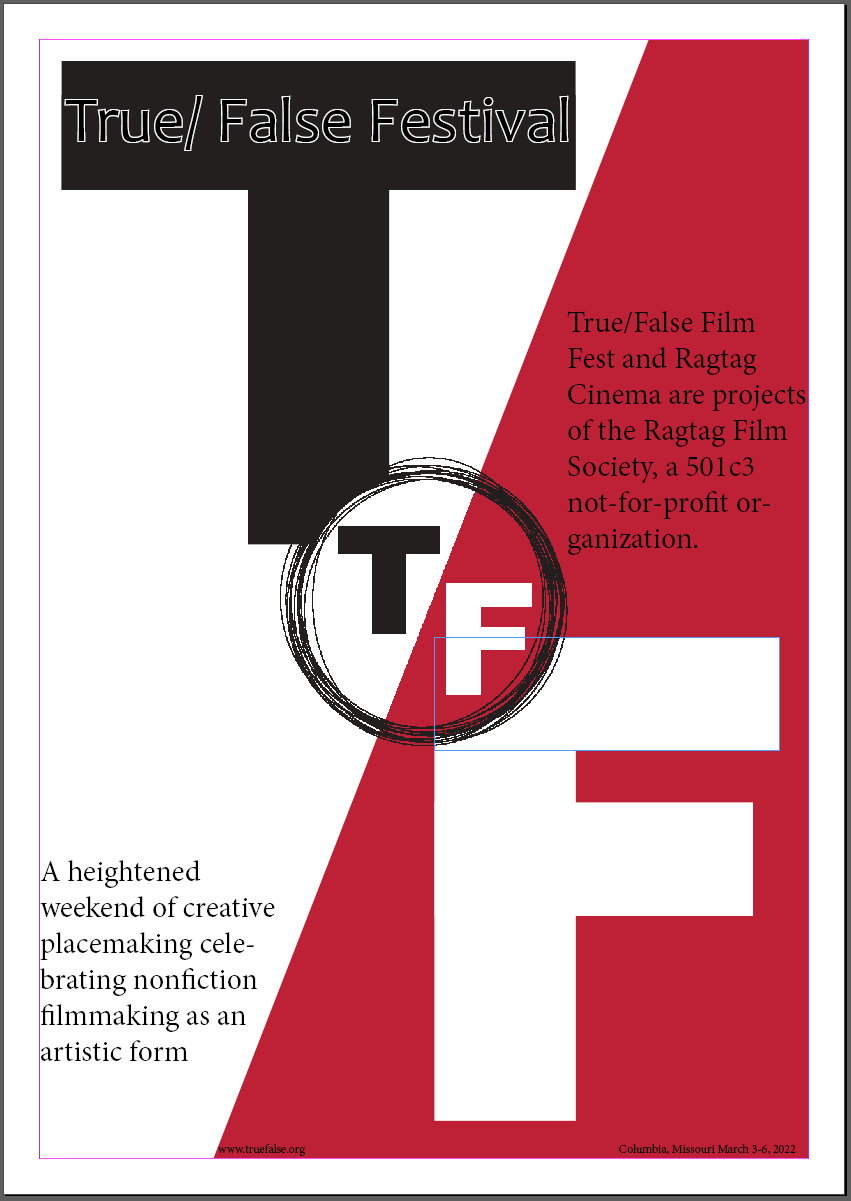 True/ False Festival
T
True/False Film
Fest and Ragtag
Cinema are projects
of the Ragtag Film
Society, a 501c3
not-for-profit or-
ganization.
T
F
F
A heightened
weekend of creative
placemaking cele-
brating nonfiction
filmmaking as an
artistic form
www.truefalse.org
Columbia, Missouri March 3-6, 2022